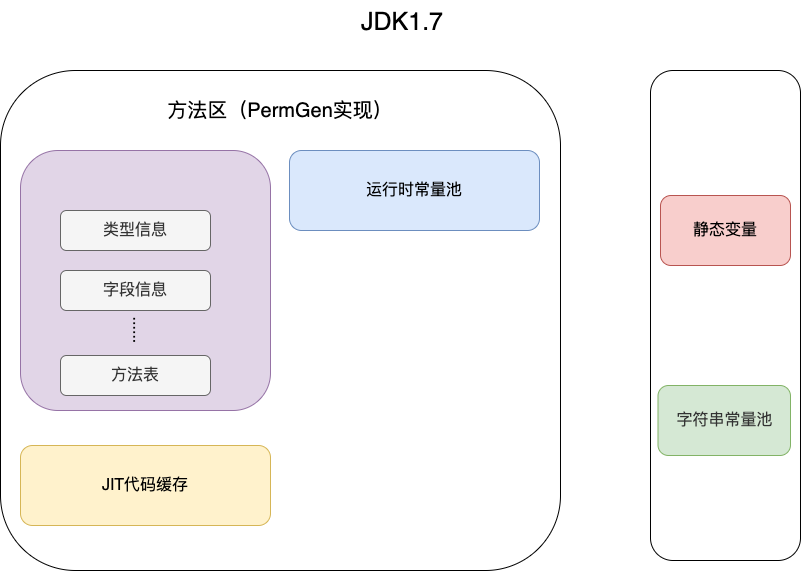 JDK1.7
方法区（PermGen实现）
运行时常量池
类型信息
字段信息
方法表
JIT代码缓存
静态变量
字符串常量池